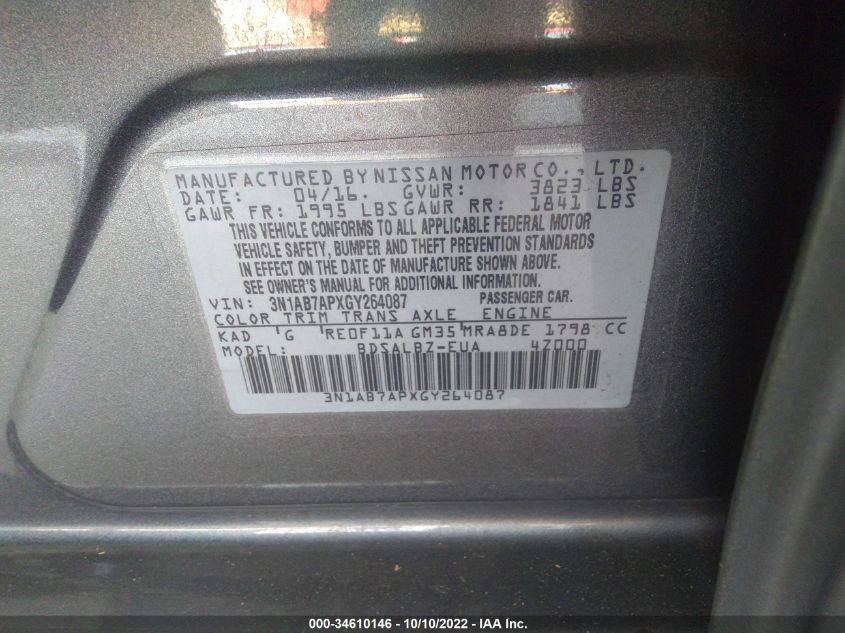 MANUFACTURED BY NISSAN MOTOR CO., LTD.
DATE: 04/16. GVWR: 3823 LBS
GAWR FR: 1995 LBS GAWR RR: 1841 LBS
THIS VEHICLE CONFORMS TO ALL APPLICABLE FEDERAL MOTOR
VEHICLE SAFETY, BUMPER AND THEFT PREVENTION STANDARDS
IN EFFECT ON THE DATE OF MANUFACTURE SHOWN ABOVE.
SEE OWNER'S MANUAL FOR ADDITIONAL INFORMATION.
VIN: 3N1AB7APXGY264087 PASSENGER CAR.
COLOR TRIM TRANS AXLE ENGINE
KAD G RE0F11A GM35 MRA8DE 1798 CC
MODEL: BDSALBZ-EUA 4Z000
3N1AB7APXGY264087
000-34610146 - 10/10/2022 - IAA Inc.